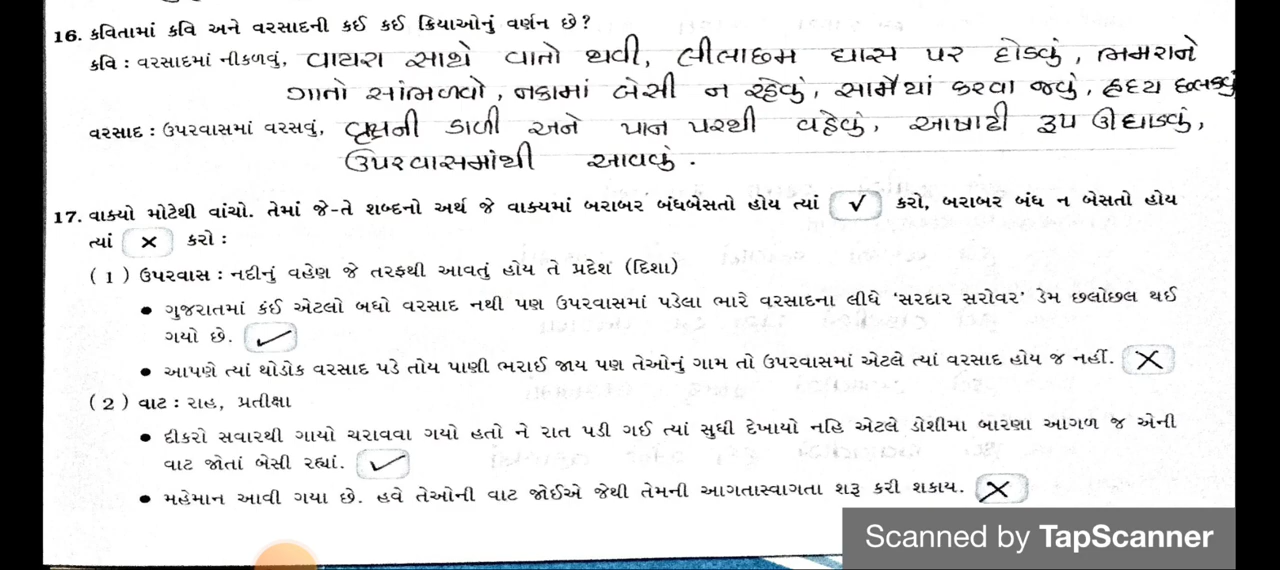 16. કવિતામાં કવિ અને વરસાદની કઈ કઈ ક્રિયાઓનું વર્ણન છે?
કવિ : વરસાદમાં નીકળવું, વાયરા સાથે વાતો થવી, લીલાછમ ઘાસ પર દોડવું, ભમરાને
ગાતો સાંભળવો, નકામાં બેસી ન રહેવું, સામૈયાં કરવા જવું, હૃદય છલકવું
વરસાદ : ઉપરવાસમાં વરસવું, વૃક્ષની ડાળી અને પાન પરથી વહેવું, આષાઢી રૂપ ઊઘાડવું,
ઉપરવાસમાંથી આવવું.
17. વાક્યો મોટેથી વાંચો. તેમાં જે-તે શબ્દનો અર્થ જે વાક્યમાં બરાબર બંધબેસતો હોય ત્યાં ✓ કરો, બરાબર બંધ ન બેસતો હોય
ત્યાં × કરો :
( 1 ) ઉપરવાસ : નદીનું વહેણ જે તરફથી આવતું હોય તે પ્રદેશ (દિશા)
• ગુજરાતમાં કંઈ એટલો બધો વરસાદ નથી પણ ઉપરવાસમાં પડેલા ભારે વરસાદના લીધે 'સરદાર સરોવર' ડેમ છલોછલ થઈ
ગયો છે. ✓
• આપણે ત્યાં થોડોક વરસાદ પડે તોય પાણી ભરાઈ જાય પણ તેઓનું ગામ તો ઉપરવાસમાં એટલે ત્યાં વરસાદ હોય જ નહીં. ×
( 2 ) વાટ : રાહ, પ્રતીક્ષા
• દીકરો સવારથી ગાયો ચરાવવા ગયો હતો ને રાત પડી ગઈ ત્યાં સુધી દેખાયો નહિ એટલે ડોશીમા બારણા આગળ જ એની
વાટ જોતાં બેસી રહ્યાં. ✓
• મહેમાન આવી ગયા છે. હવે તેઓની વાટ જોઈએ જેથી તેમની આગતાસ્વાગતા શરૂ કરી શકાય. ×
Scanned by TapScanner